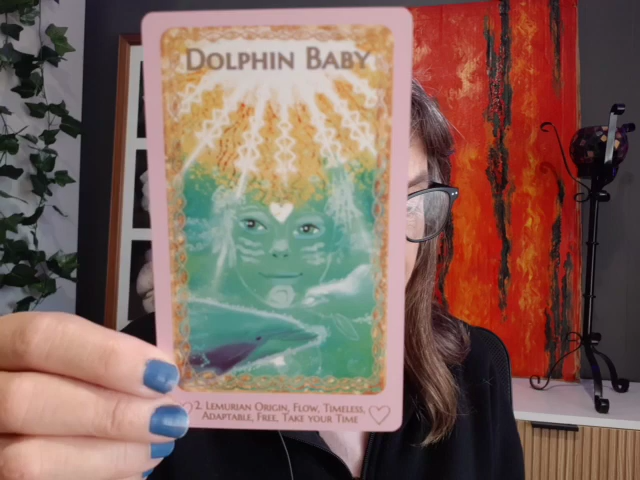 Dolphin Baby
2. Lemurian Origin, Flow, Timeless,
Adaptable, Free, Take your Time